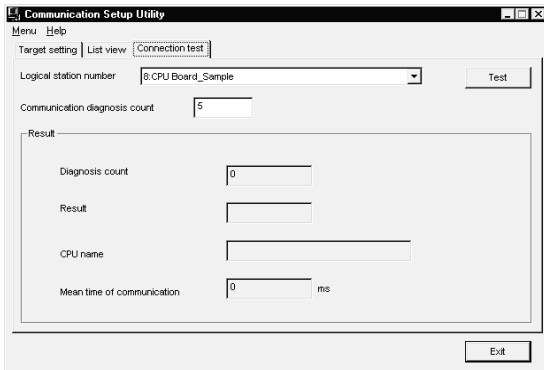 Communication Setup Utility
Menu Help
Target setting List view Connection test
Logical station number 8:CPU Board_Sample Test
Communication diagnosis count 5
Result
Diagnosis count 0
Result
CPU name
Mean time of communication 0 ms
Exit